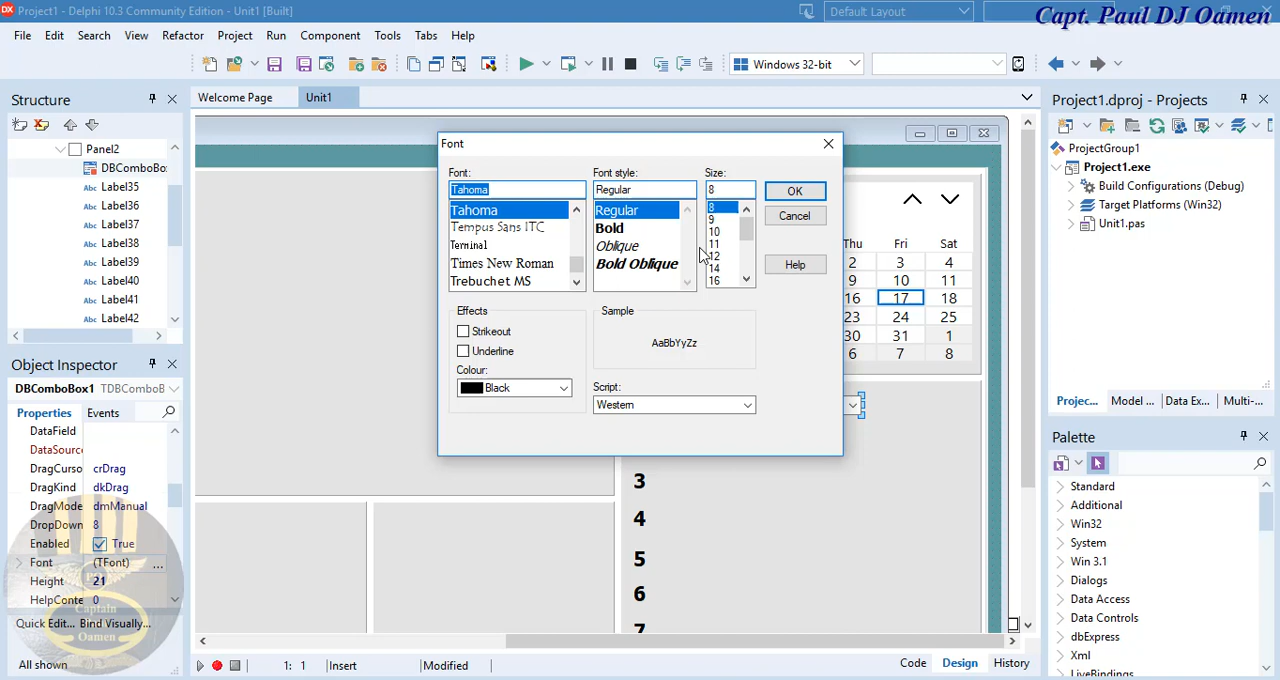 Project1 - Delphi 10.3 Community Edition - Unit1 [Built]
Default Layout
Capt. Paul DJ Oamen
File Edit Search View Refactor Project Run Component Tools Tabs Help
Windows 32-bit
Structure
Welcome Page
Unit1
Project1.dproj - Projects
Panel2
DBComboBo
Label35
Label36
Label37
Label38
Label39
Label40
Label41
Label42
Font
Font:
Font style:
Size:
Tahoma
Regular
8
OK
Cancel
Help
Tahoma
Tempus Sans ITC
Terminal
Times New Roman
Trebuchet MS
Regular
Bold
Oblique
Bold Oblique
8
9
10
11
12
14
16
Effects
Strikeout
Underline
Colour:
Black
Sample
AaBbYyZz
Script:
Western
Thu Fri Sat
2 3 4
9 10 11
16 17 18
23 24 25
30 31 1
6 7 8
3
4
5
6
7
ProjectGroup1
Project1.exe
Build Configurations (Debug)
Target Platforms (Win32)
Unit1.pas
Projec... Model ... Data Ex... Multi-...
Object Inspector
DBComboBox1 TDBComboB
Properties Events
DataField
DataSourc
DragCurso crDrag
DragKind dkDrag
DragMode dmManual
DropDown 8
Enabled True
Font (TFont) ...
Height 21
HelpConte 0
Quick Edit... Bind Visually...
All shown
Captain
Oamen
1: 1
Insert
Modified
Code
Design
History
Palette
Standard
Additional
Win32
System
Win 3.1
Dialogs
Data Access
Data Controls
dbExpress
Xml
LiveBindings